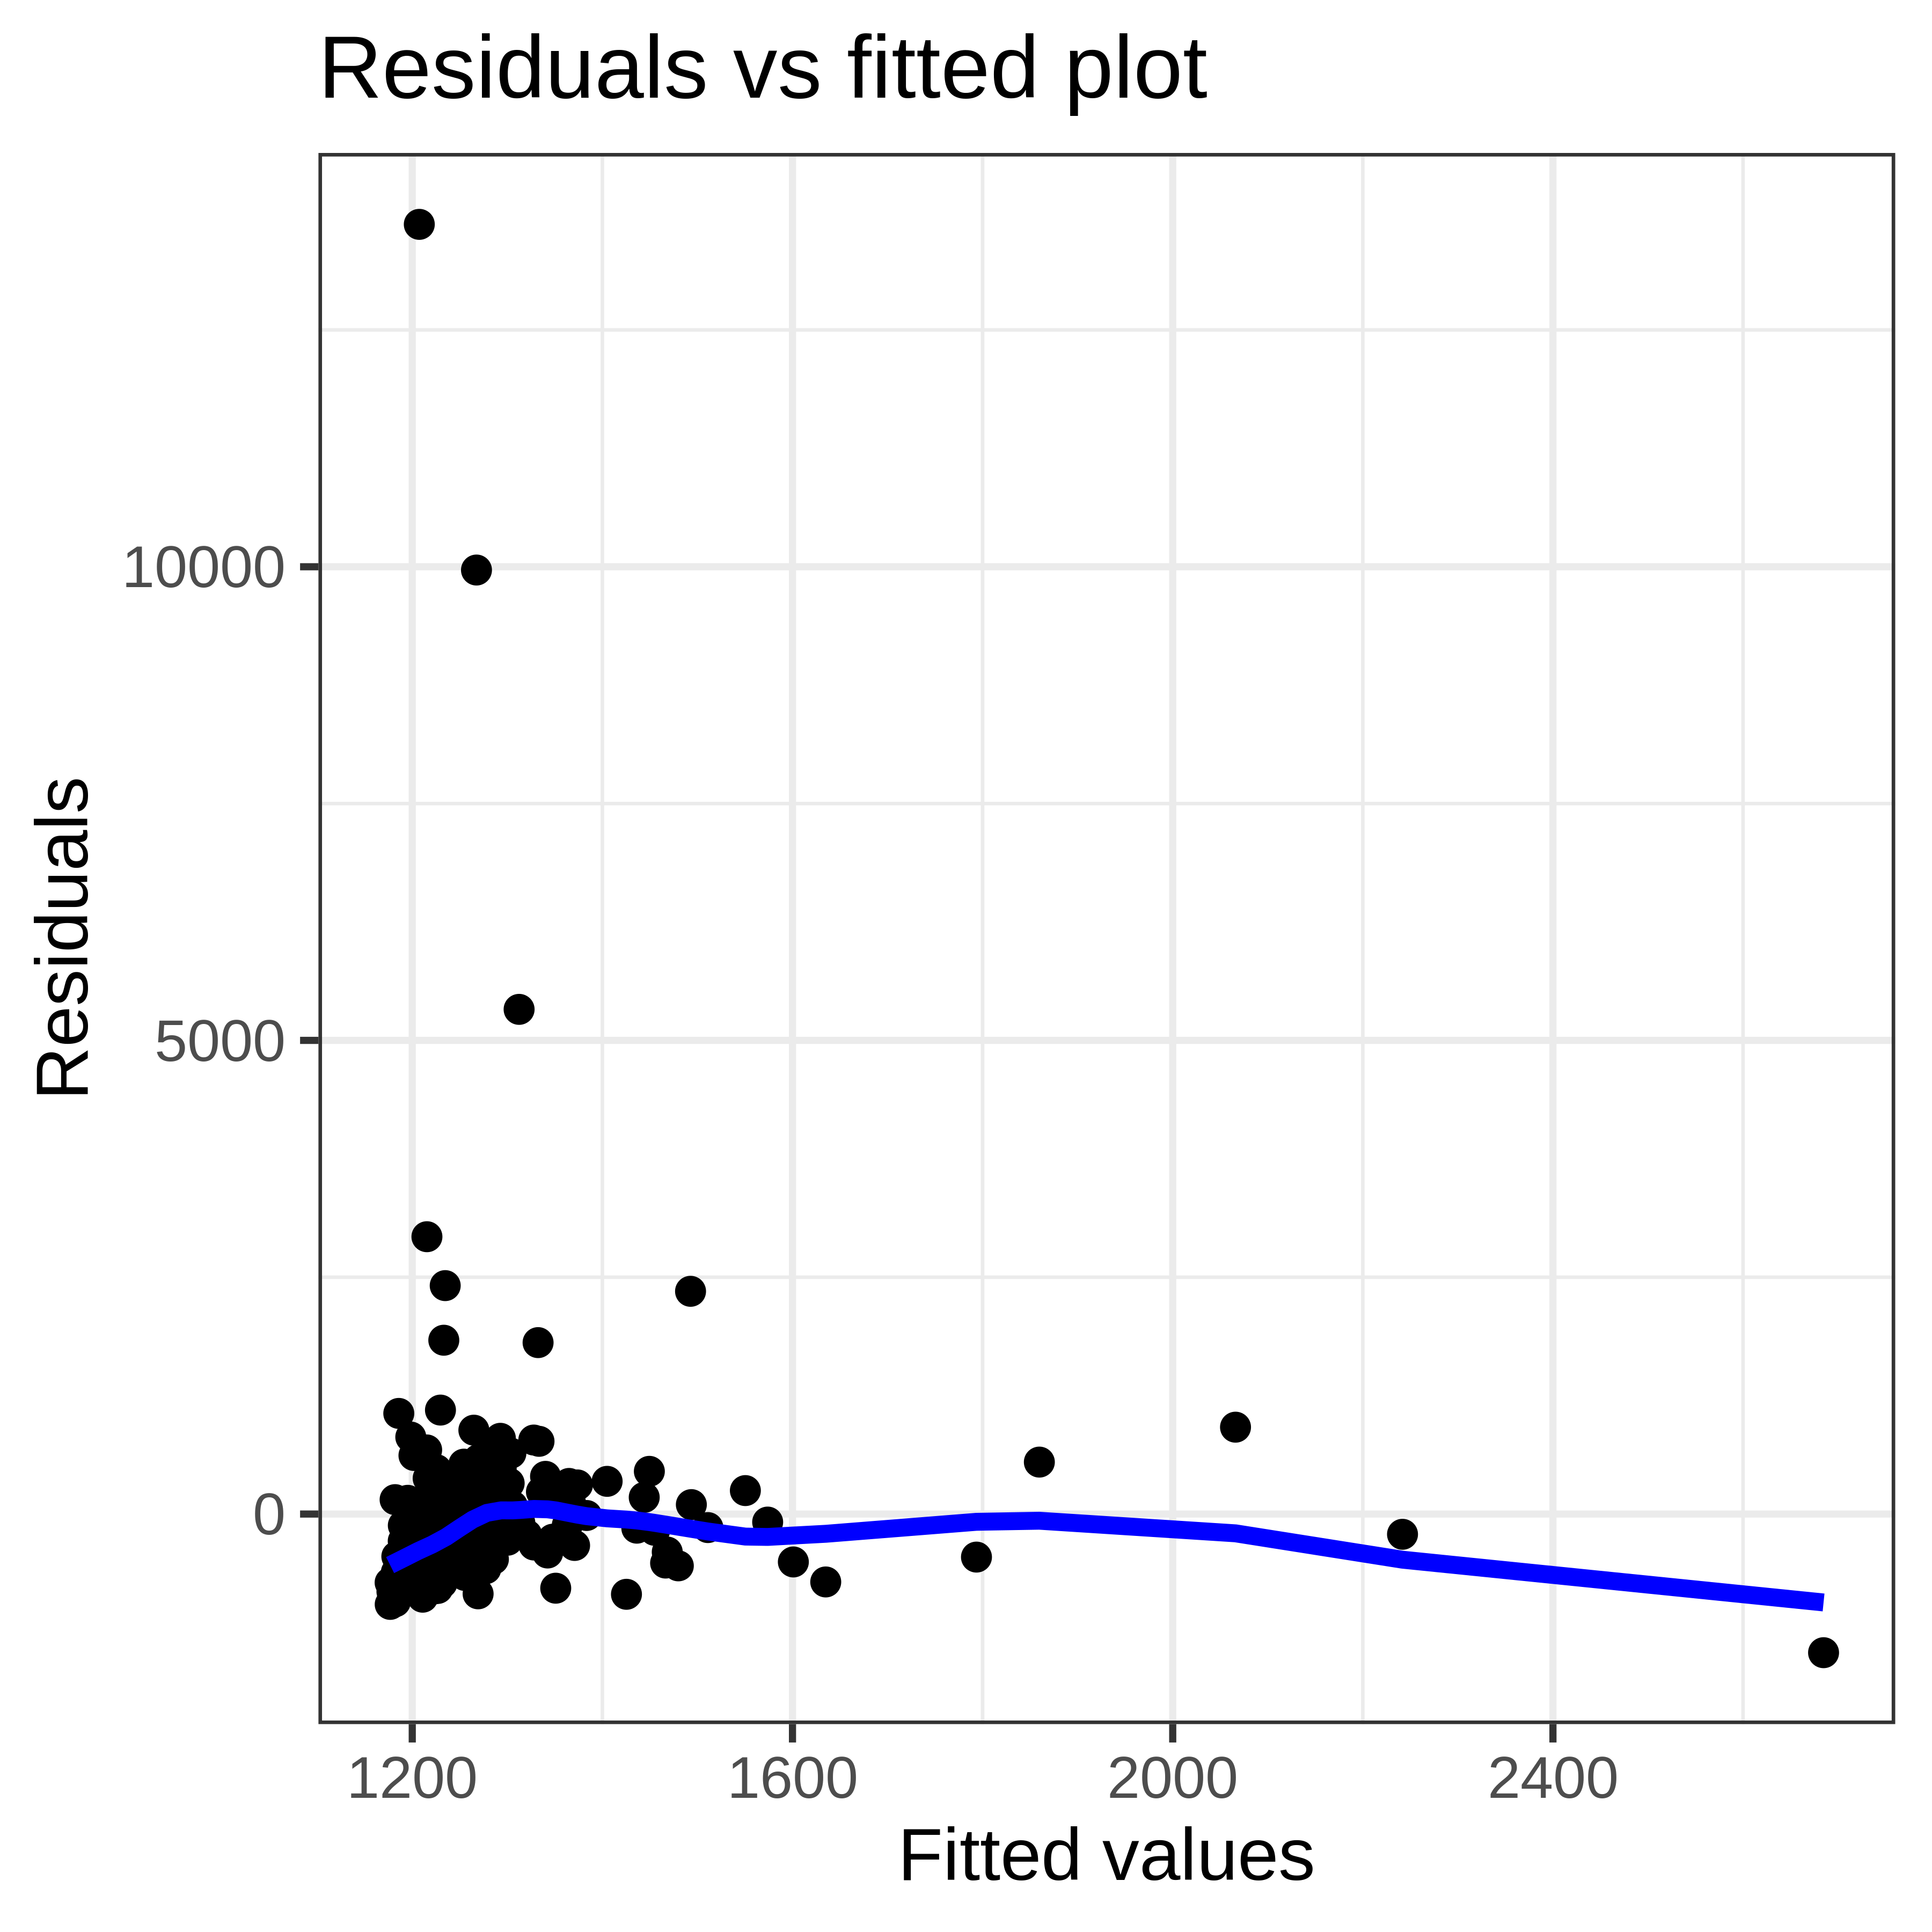 Residuals vs fitted plot
Residuals
10000
5000
0
1200 1600 2000 2400
Fitted values